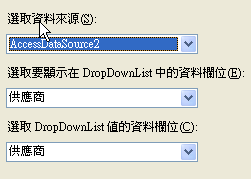 選取資料來源(S):
AccessDataSource2
選取要顯示在 DropDownList 中的資料欄位(E):
供應商
選取 DropDownList 值的資料欄位(C):
供應商